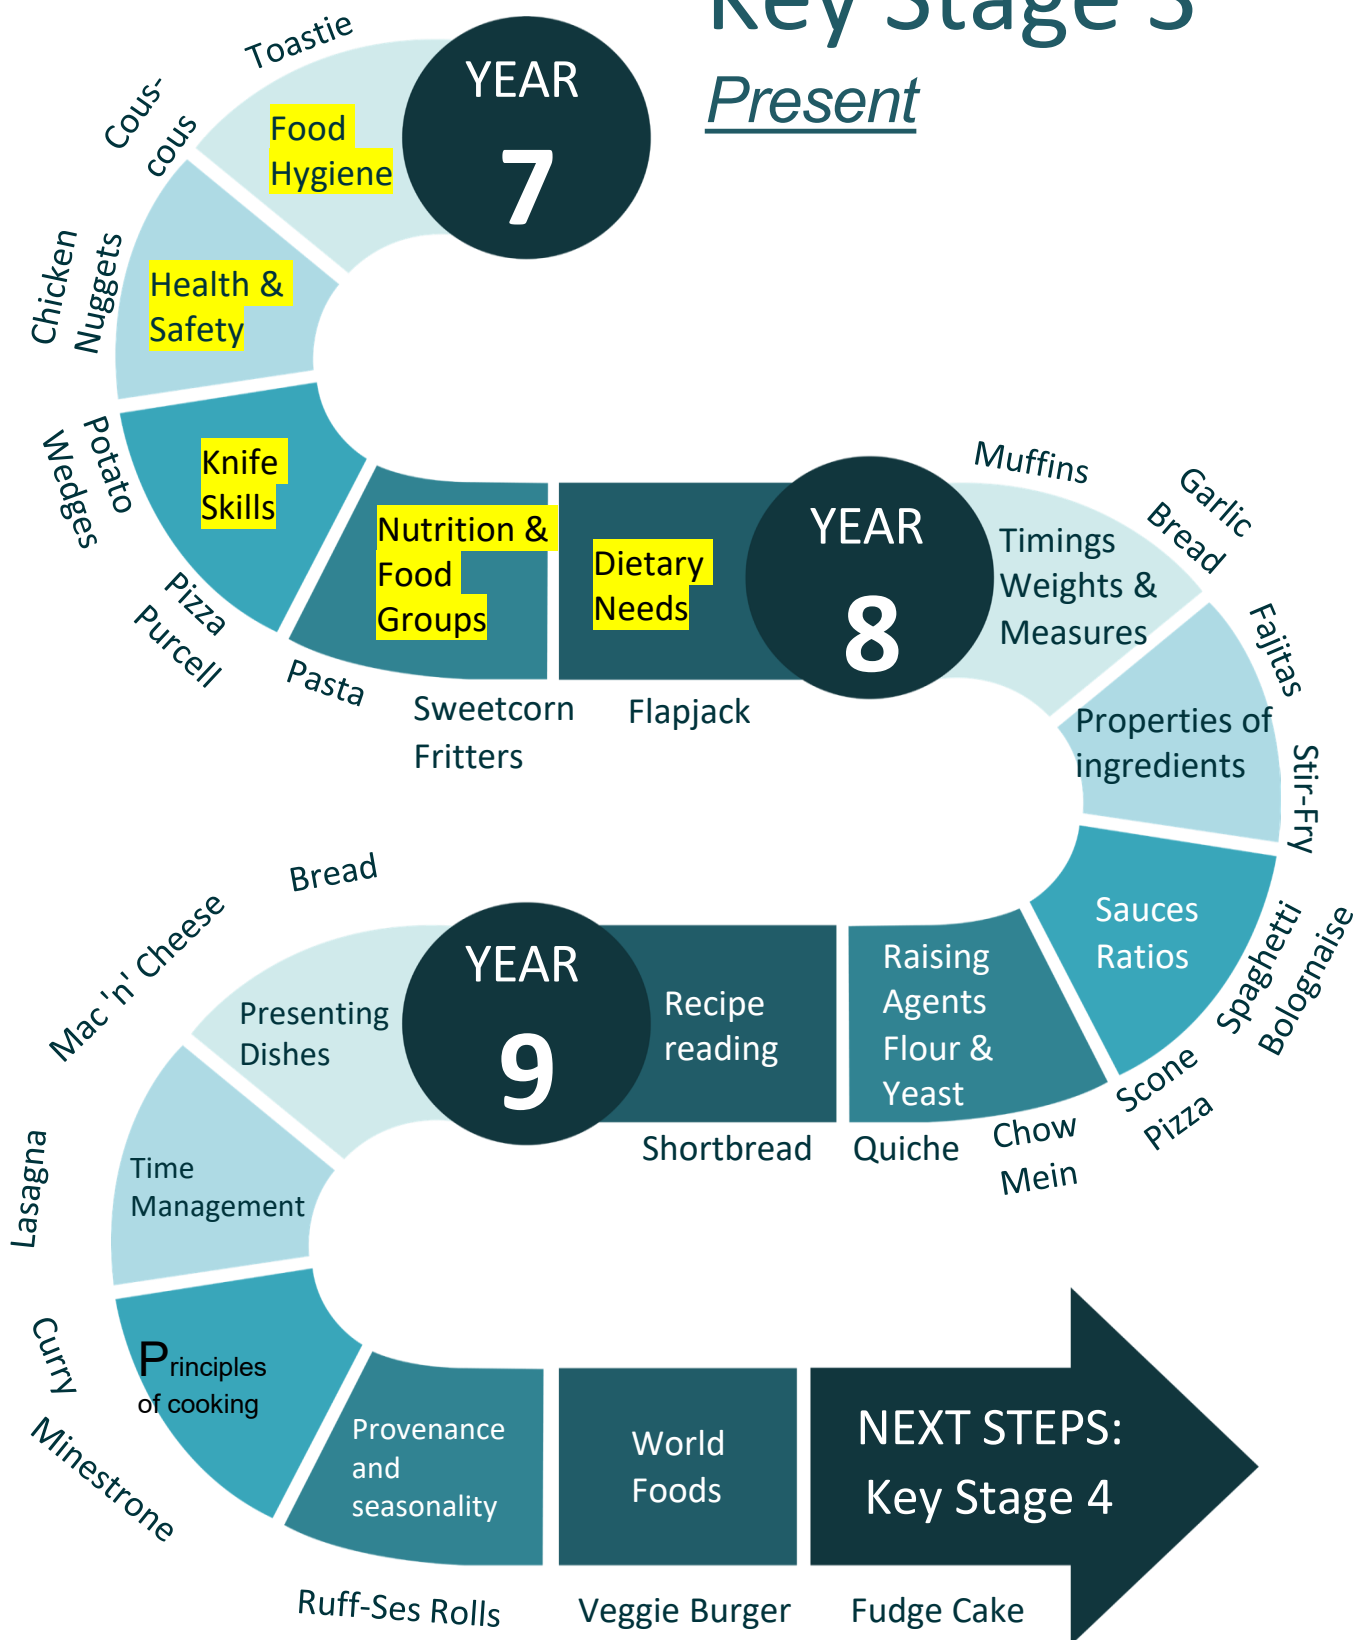 Key Stage 3
Present
YEAR
7
Toastie
Food
Hygiene
Cous-
cous
Health &
Safety
Chicken
Nuggets
Knife
Skills
Potato
Wedges
Pizza
Purcell
Nutrition &
Food
Groups
Pasta
Sweetcorn
Fritters
Dietary
Needs
Flapjack
YEAR
8
Muffins
Timings
Weights &
Measures
Garlic
Bread
Fajitas
Properties of
ingredients
Stir-Fry
Sauces
Ratios
Spaghetti
Bolognaise
Scone
Pizza
Raising
Agents
Flour &
Yeast
Chow
Mein
Quiche
Recipe
reading
Shortbread
YEAR
9
Bread
Presenting
Dishes
Mac 'n' Cheese
Time
Management
Lasagna
Principles
of cooking
Curry
Minestrone
Provenance
and
seasonality
Ruff-Ses Rolls
World
Foods
Veggie Burger
NEXT STEPS:
Key Stage 4
Fudge Cake